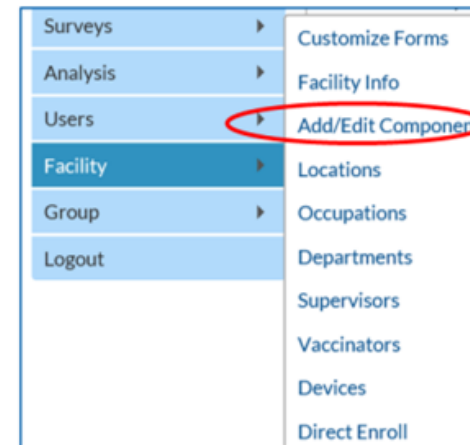 Surveys
Analysis
Users
Facility
Group
Logout
Customize Forms
Facility Info
Add/Edit Componen
Locations
Occupations
Departments
Supervisors
Vaccinators
Devices
Direct Enroll